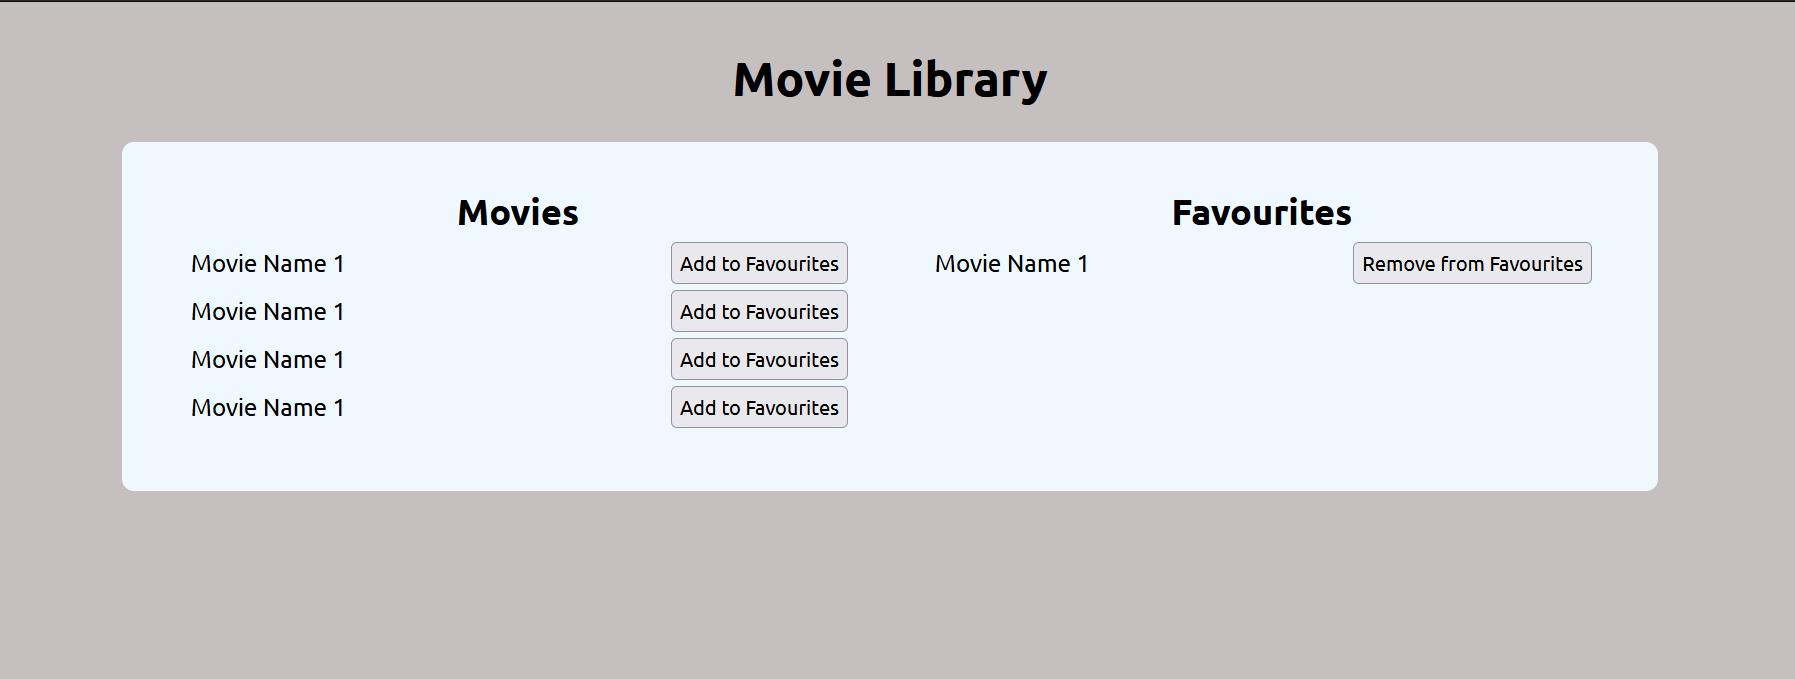 Movie Library
Movies
Movie Name 1 Add to Favourites
Movie Name 1 Add to Favourites
Movie Name 1 Add to Favourites
Movie Name 1 Add to Favourites
Favourites
Movie Name 1 Remove from Favourites